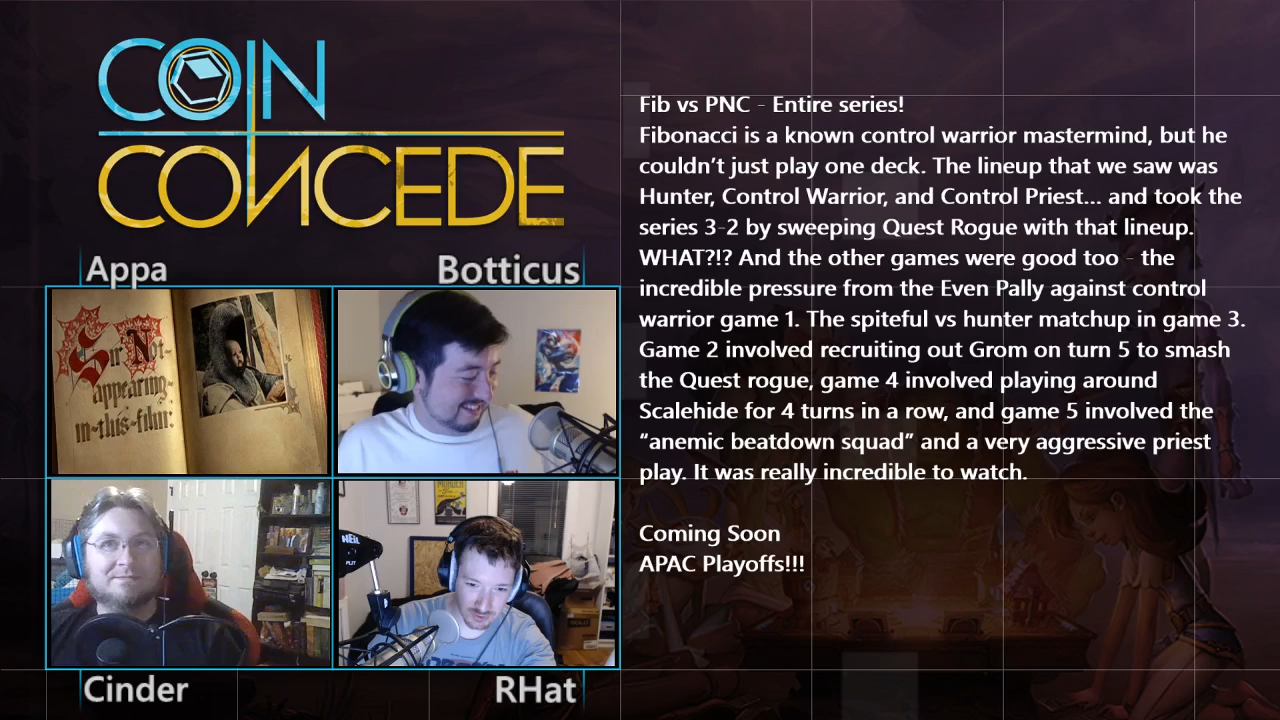 COIN
CONCEDE
Appa
Botticus
Sir Not-
appearing-
in-this-film:
Cinder
RHat
Fib vs PNC - Entire series!
Fibonacci is a known control warrior mastermind, but he
couldn’t just play one deck. The lineup that we saw was
Hunter, Control Warrior, and Control Priest... and took the
series 3-2 by sweeping Quest Rogue with that lineup.
WHAT?!? And the other games were good too - the
incredible pressure from the Even Pally against control
warrior game 1. The spiteful vs hunter matchup in game 3.
Game 2 involved recruiting out Grom on turn 5 to smash
the Quest rogue, game 4 involved playing around
Scalehide for 4 turns in a row, and game 5 involved the
“anemic beatdown squad” and a very aggressive priest
play. It was really incredible to watch.
Coming Soon
APAC Playoffs!!!